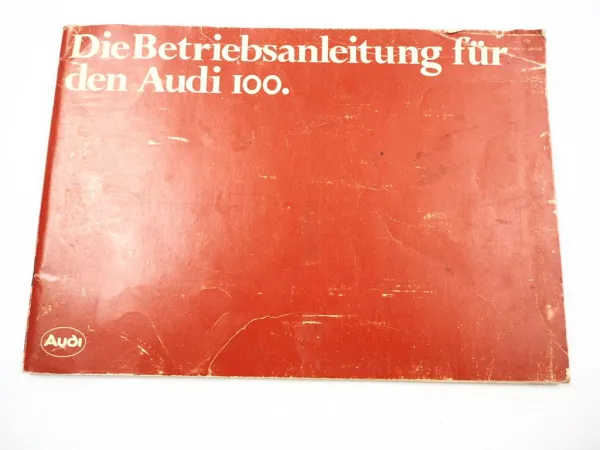 Die Betriebsanleitung für
den Audi 100.
Audi